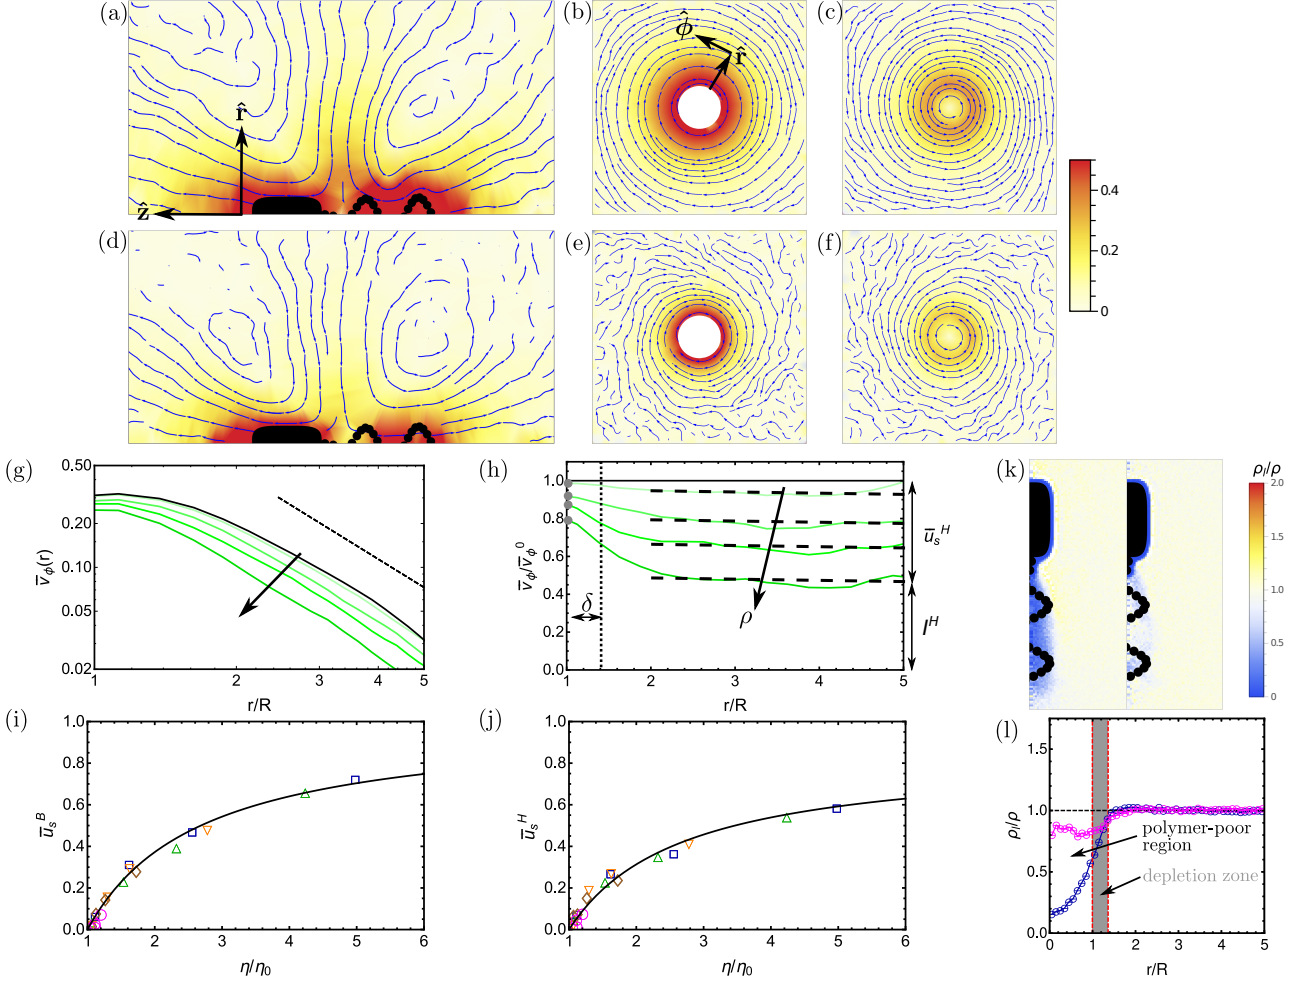 (a)
r̂
ẑ
(b)
ϕ̂
r̂
(c)
0.4
0.2
0
(d)
(e)
(f)
(g)
0.50
0.20
0.10
0.05
0.02
v̄ϕ(r)
1 2 3 4 5
r/R
(h)
1.0
0.8
0.6
0.4
0.2
0.0
v̄ϕ/v̄ϕ⁰
δ
ρ
ūₛᴴ
lᴴ
1 2 3 4 5
r/R
(k)
ρₗ/ρ
2.0
1.5
1.0
0.5
0
(i)
1.0
0.8
0.6
0.4
0.2
0.0
ūₛᴮ
1 2 3 4 5 6
η/η₀
(j)
1.0
0.8
0.6
0.4
0.2
0.0
ūₛᴴ
1 2 3 4 5 6
η/η₀
(l)
1.5
1.0
0.5
0.0
ρₗ/ρ
polymer-poor
region
depletion zone
0 1 2 3 4 5
r/R